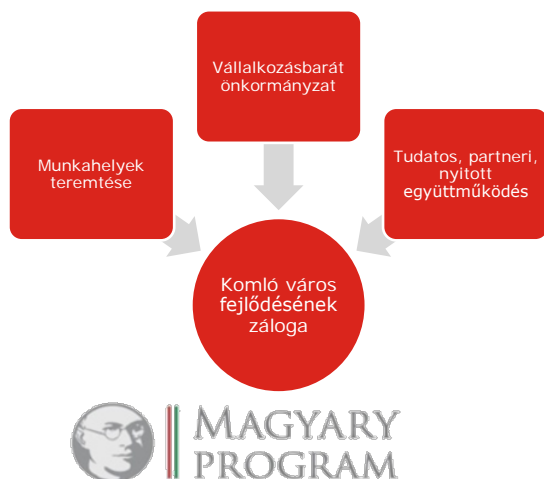 Vállalkozásbarát
önkormányzat
Munkahelyek
teremtése
Tudatos, partneri,
nyitott
együttműködés
Komló város
fejlődésének
záloga
MAGYARY
PROGRAM